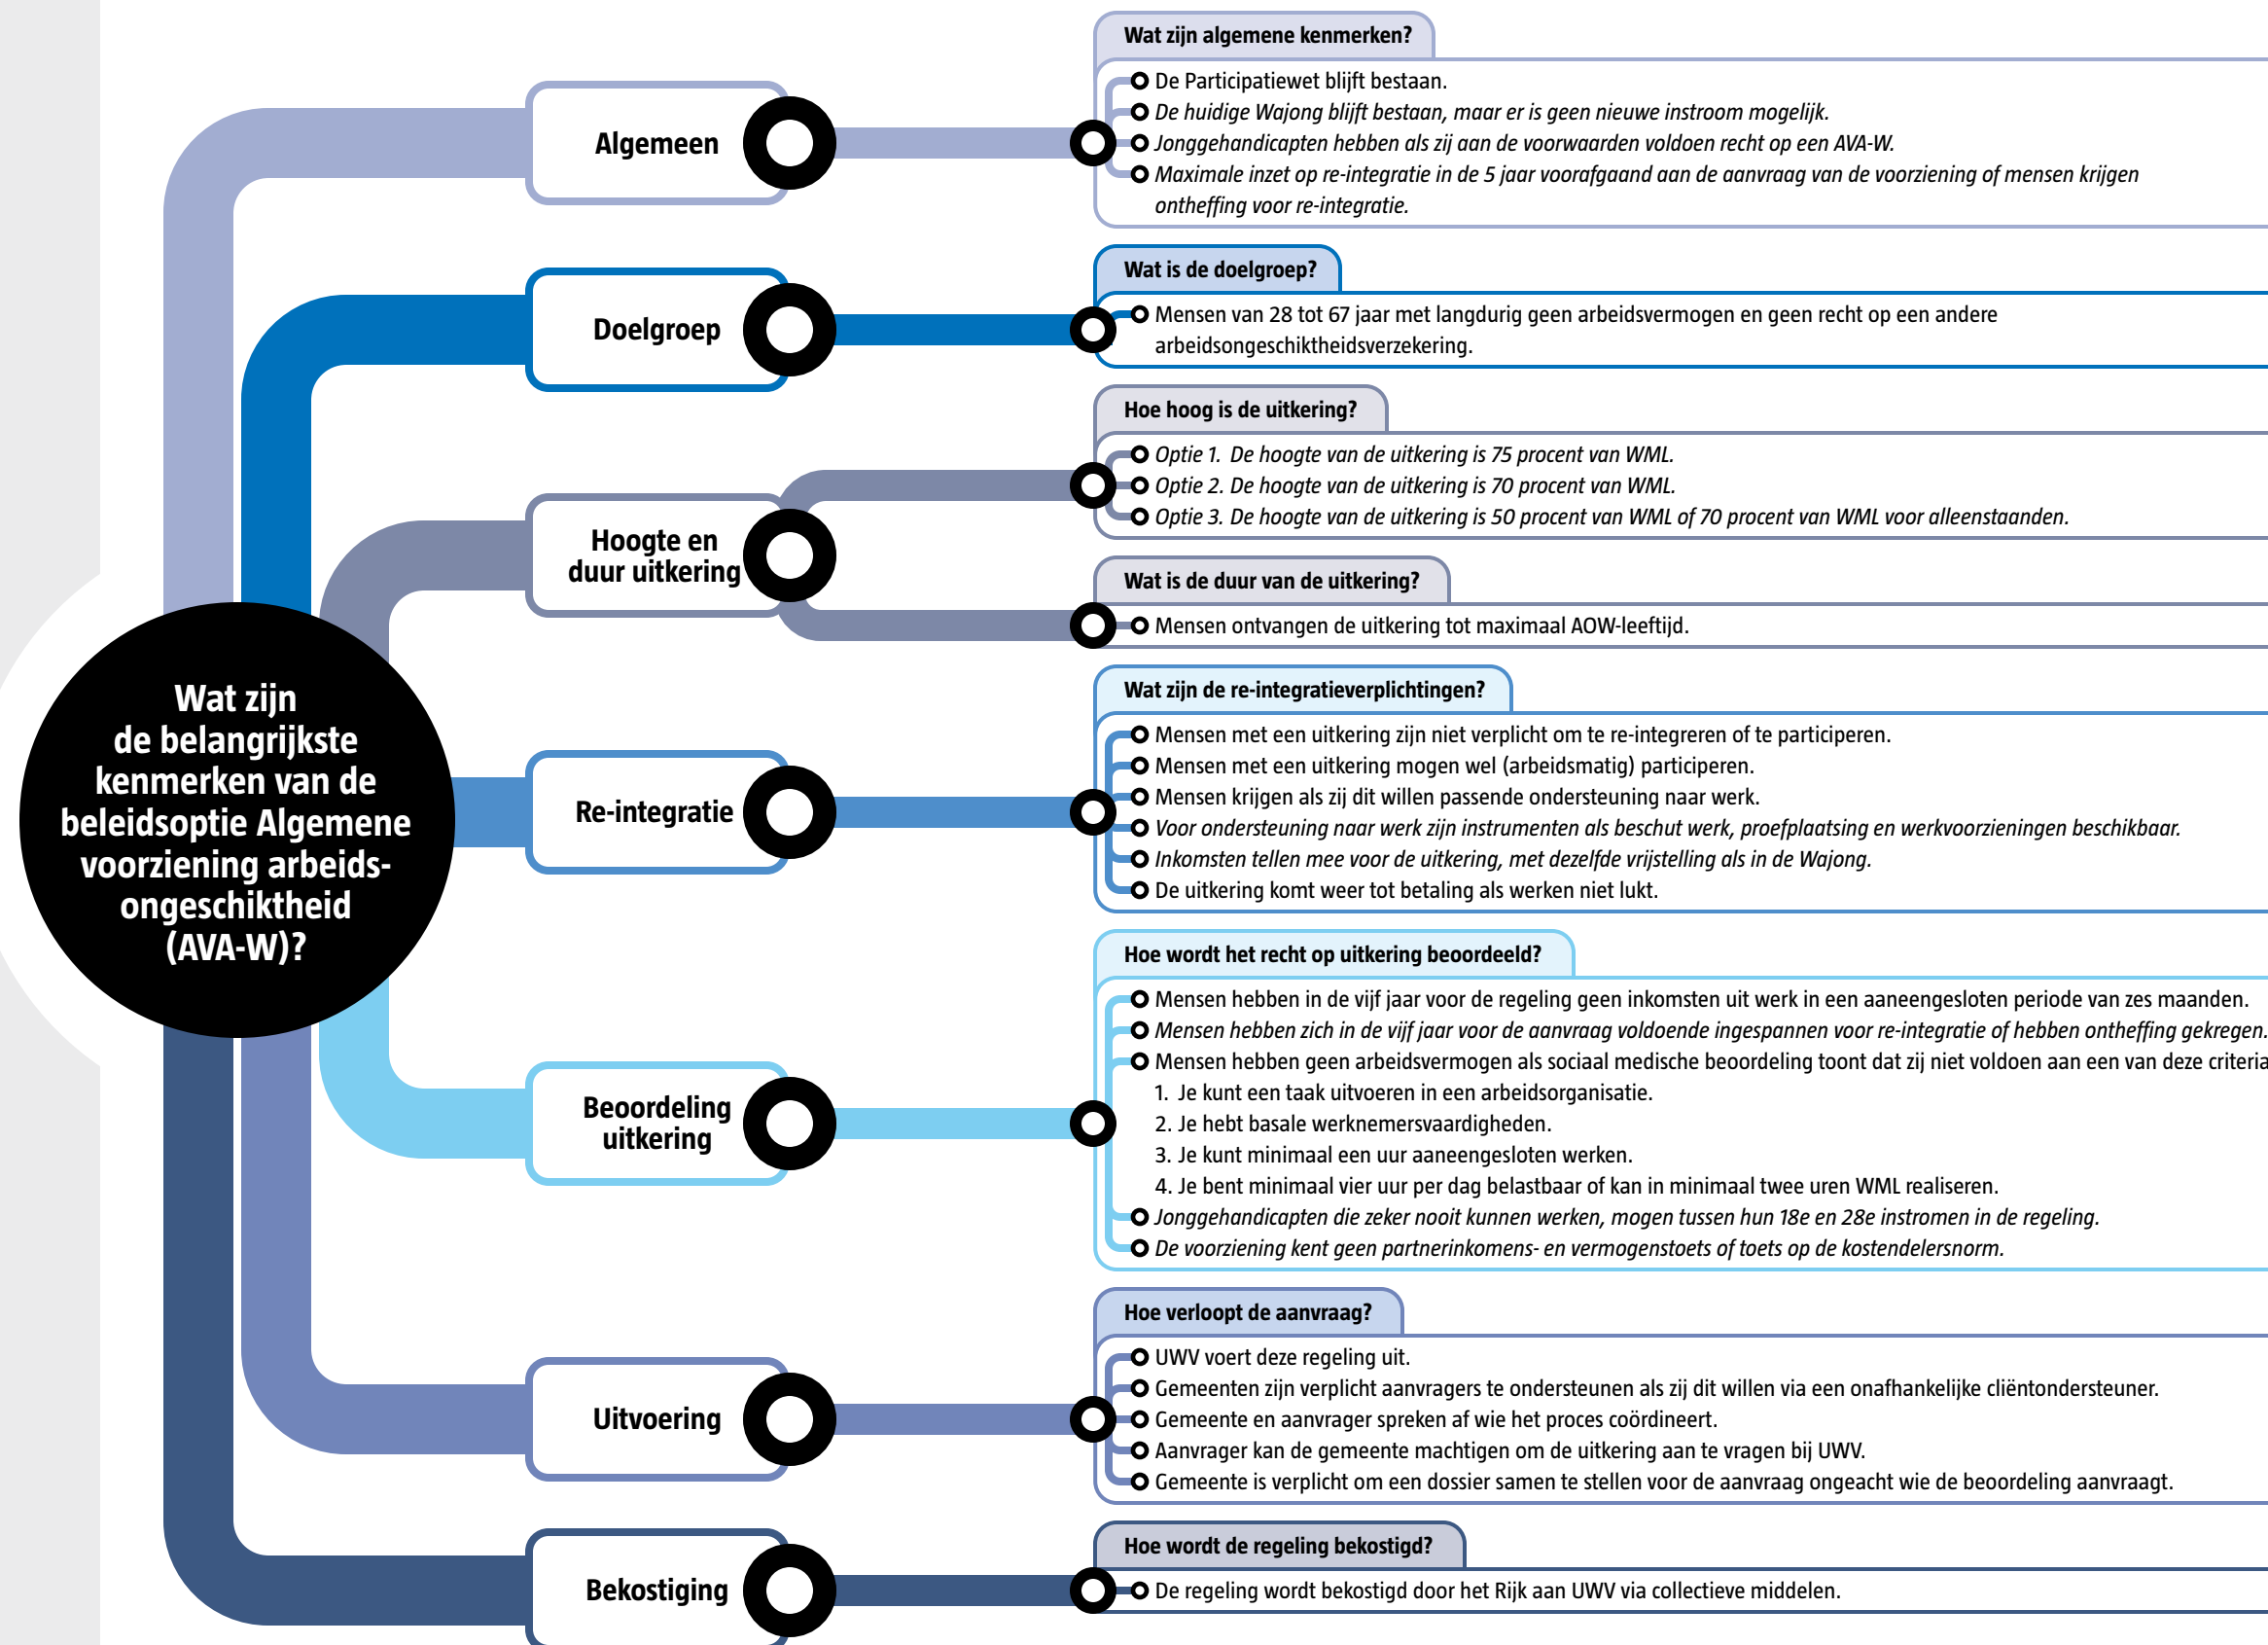 Wat zijn
de belangrijkste
kenmerken van de
beleidsoptie Algemene
voorziening arbeids-
ongeschiktheid
(AVA-W)?
Algemeen
Wat zijn algemene kenmerken?
De Participatiewet blijft bestaan.
De huidige Wajong blijft bestaan, maar er is geen nieuwe instroom mogelijk.
Jonggehandicapten hebben als zij aan de voorwaarden voldoen recht op een AVA-W.
Maximale inzet op re-integratie in de 5 jaar voorafgaand aan de aanvraag van de voorziening of mensen krijgen
ontheffing voor re-integratie.
Doelgroep
Wat is de doelgroep?
Mensen van 28 tot 67 jaar met langdurig geen arbeidsvermogen en geen recht op een andere
arbeidsongeschiktheidsverzekering.
Hoogte en
duur uitkering
Hoe hoog is de uitkering?
Optie 1. De hoogte van de uitkering is 75 procent van WML.
Optie 2. De hoogte van de uitkering is 70 procent van WML.
Optie 3. De hoogte van de uitkering is 50 procent van WML of 70 procent van WML voor alleenstaanden.
Wat is de duur van de uitkering?
Mensen ontvangen de uitkering tot maximaal AOW-leeftijd.
Re-integratie
Wat zijn de re-integratieverplichtingen?
Mensen met een uitkering zijn niet verplicht om te re-integreren of te participeren.
Mensen met een uitkering mogen wel (arbeidsmatig) participeren.
Mensen krijgen als zij dit willen passende ondersteuning naar werk.
Voor ondersteuning naar werk zijn instrumenten als beschut werk, proefplaatsing en werkvoorzieningen beschikbaar.
Inkomsten tellen mee voor de uitkering, met dezelfde vrijstelling als in de Wajong.
De uitkering komt weer tot betaling als werken niet lukt.
Beoordeling
uitkering
Hoe wordt het recht op uitkering beoordeeld?
Mensen hebben in de vijf jaar voor de regeling geen inkomsten uit werk in een aaneengesloten periode van zes maanden.
Mensen hebben zich in de vijf jaar voor de aanvraag voldoende ingespannen voor re-integratie of hebben ontheffing gekregen.
Mensen hebben geen arbeidsvermogen als sociaal medische beoordeling toont dat zij niet voldoen aan een van deze criteria
1. Je kunt een taak uitvoeren in een arbeidsorganisatie.
2. Je hebt basale werknemersvaardigheden.
3. Je kunt minimaal een uur aaneengesloten werken.
4. Je bent minimaal vier uur per dag belastbaar of kan in minimaal twee uren WML realiseren.
Jonggehandicapten die zeker nooit kunnen werken, mogen tussen hun 18e en 28e instromen in de regeling.
De voorziening kent geen partnerinkomens- en vermogenstoets of toets op de kostendelersnorm.
Uitvoering
Hoe verloopt de aanvraag?
UWV voert deze regeling uit.
Gemeenten zijn verplicht aanvragers te ondersteunen als zij dit willen via een onafhankelijke cliëntondersteuner.
Gemeente en aanvrager spreken af wie het proces coördineert.
Aanvrager kan de gemeente machtigen om de uitkering aan te vragen bij UWV.
Gemeente is verplicht om een dossier samen te stellen voor de aanvraag ongeacht wie de beoordeling aanvraagt.
Bekostiging
Hoe wordt de regeling bekostigd?
De regeling wordt bekostigd door het Rijk aan UWV via collectieve middelen.